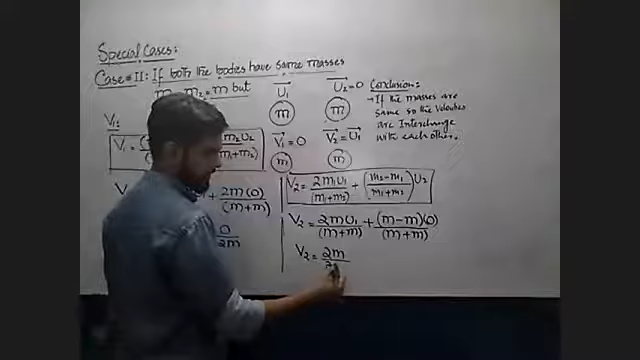 Special Cases:
Case # II: If both the bodies have same masses
= m but
U₁
U₂=0
m
m
V₁=0
V₂=U₁
m
m
Conclusion:
→ If the masses are
same so the Velocities
are Interchange
with each other.
V₁:
V₁ =
m₂ U₂
(m₁+m₂)
+ 2m(0)
(m+m)
0
2m
V₂ = 2m₁U₁/(m₁+m₂) + (m₂-m₁/m₁+m₂) U₂
V₂ = 2mU₁/(m+m) + (m-m)(0)/(m+m)
V₂ = 2m